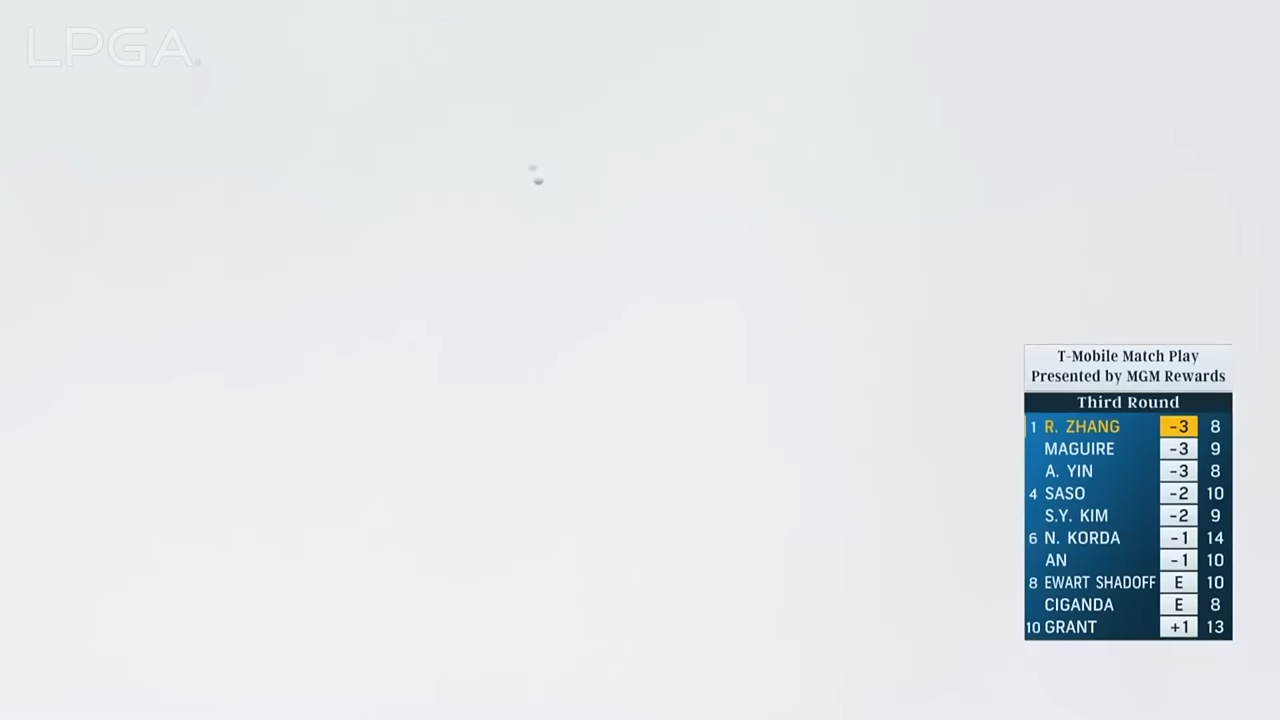 LPGA
T-Mobile Match Play
Presented by MGM Rewards
Third Round
1 R. ZHANG -3 8
MAGUIRE -3 9
A. YIN -3 8
4 SASO -2 10
S.Y. KIM -2 9
6 N. KORDA -1 14
AN -1 10
8 EWART SHADOFF E 10
CIGANDA E 8
10 GRANT +1 13